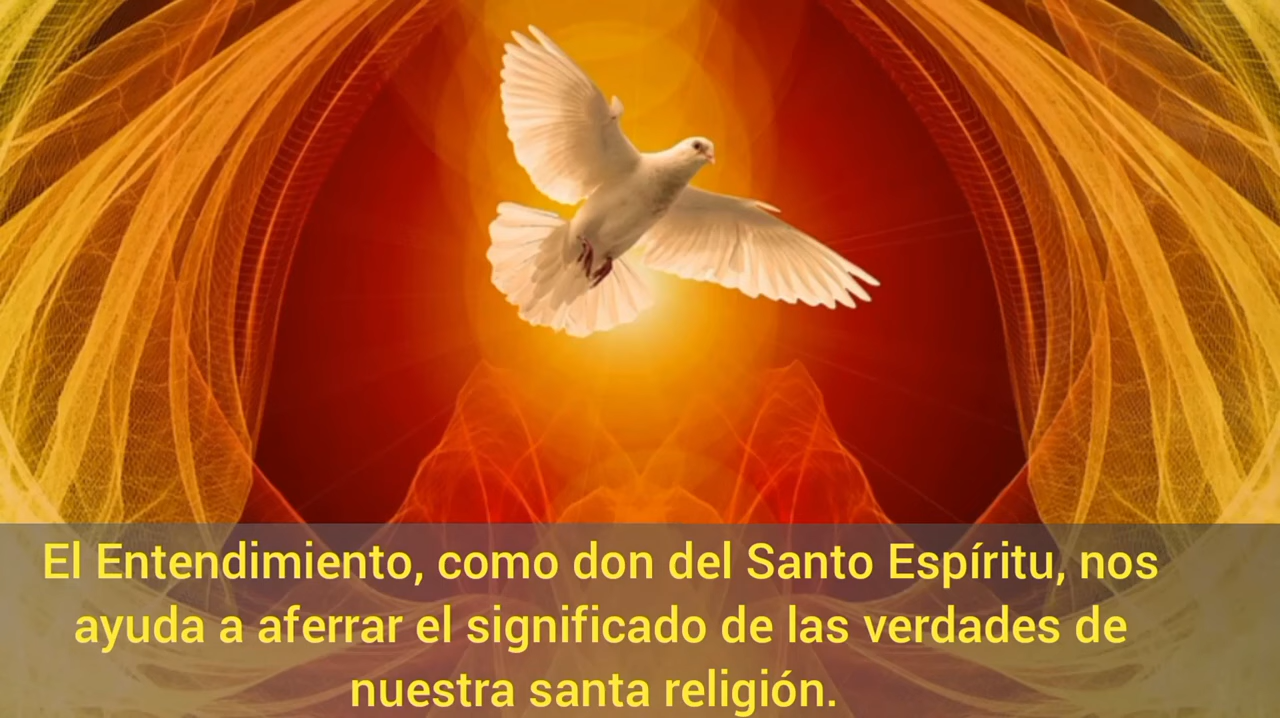 El Entendimiento, como don del Santo Espíritu, nos
ayuda a aferrar el significado de las verdades de
nuestra santa religión.